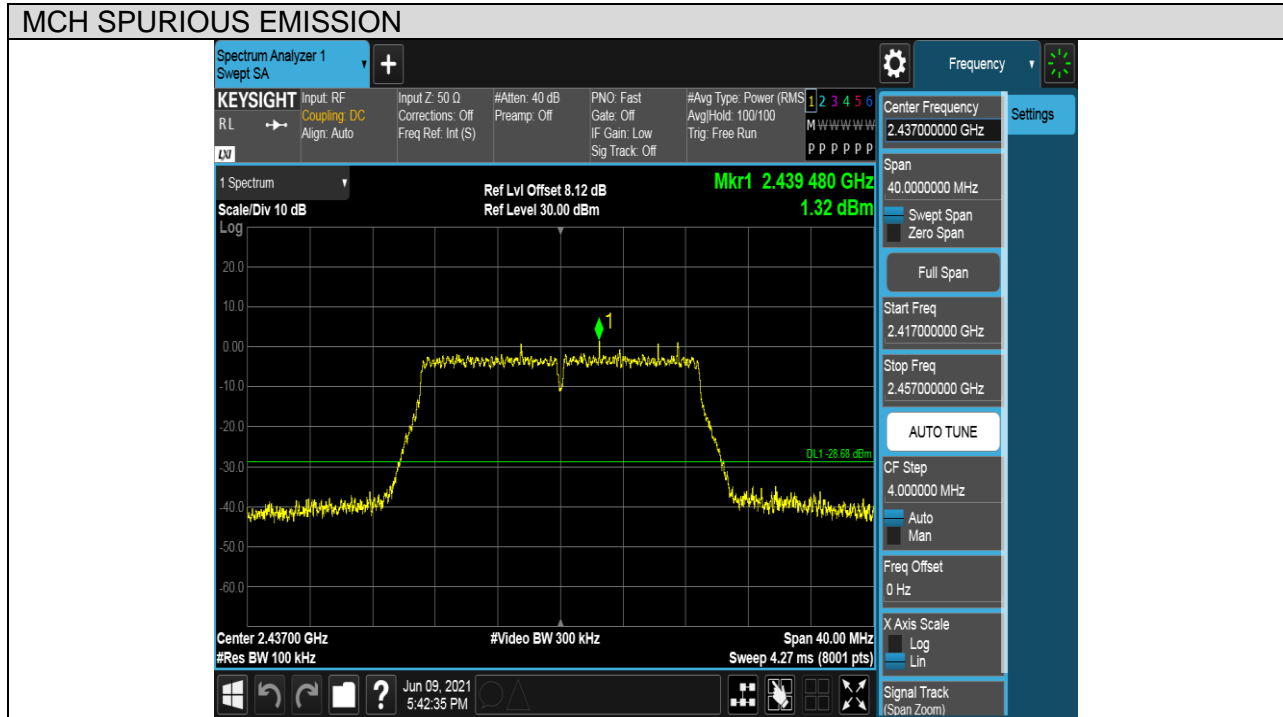 MCH SPURIOUS EMISSION
Spectrum Analyzer 1
Swept SA
+
Frequency
KEYSIGHT
RL
LXI
Input: RF
Coupling: DC
Align: Auto
Input Z: 50 Ω
Corrections: Off
Freq Ref: Int (S)
#Atten: 40 dB
Preamp: Off
PNO: Fast
Gate: Off
IF Gain: Low
Sig Track: Off
#Avg Type: Power (RMS
Avg|Hold: 100/100
Trig: Free Run
1 2 3 4 5 6
M W W W W W
P P P P P P
1 Spectrum
Scale/Div 10 dB
Ref Lvl Offset 8.12 dB
Ref Level 30.00 dBm
Mkr1 2.439 480 GHz
1.32 dBm
Log
20.0
10.0
0.00
-10.0
-20.0
-30.0
-40.0
-50.0
-60.0
1
DL1 -28.68 dBm
Center 2.43700 GHz
#Res BW 100 kHz
#Video BW 300 kHz
Span 40.00 MHz
Sweep 4.27 ms (8001 pts)
?
Jun 09, 2021
5:42:35 PM
Center Frequency
2.437000000 GHz
Settings
Span
40.0000000 MHz
Swept Span
Zero Span
Full Span
Start Freq
2.417000000 GHz
Stop Freq
2.457000000 GHz
AUTO TUNE
CF Step
4.000000 MHz
Auto
Man
Freq Offset
0 Hz
X Axis Scale
Log
Lin
Signal Track
(Span Zoom)